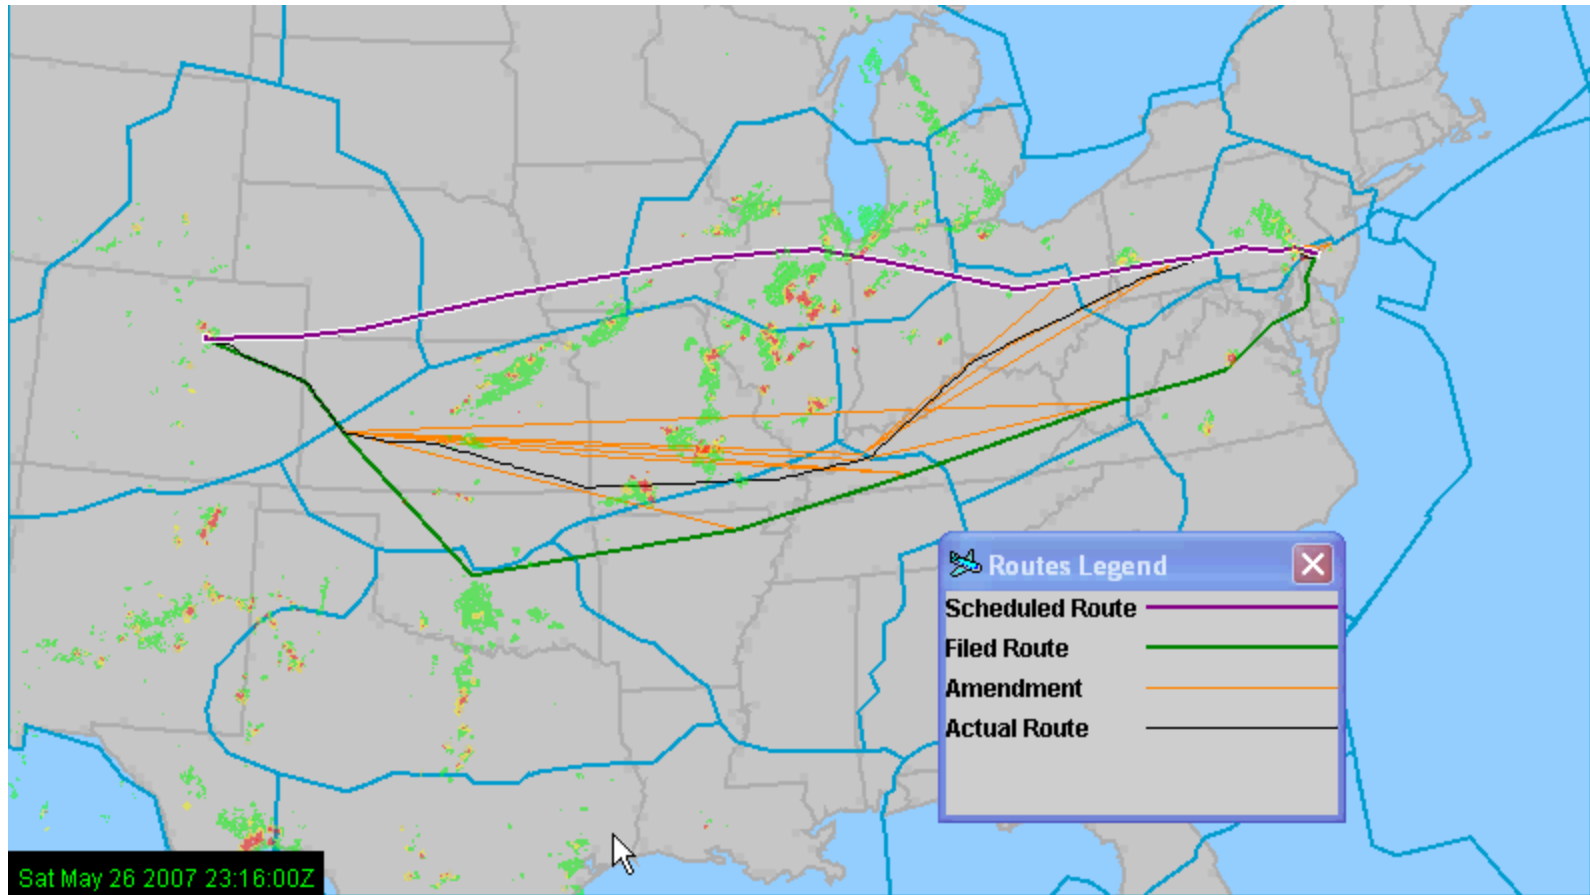 Routes Legend
Scheduled Route
Filed Route
Amendment
Actual Route
Sat May 26 2007 23:16:00Z